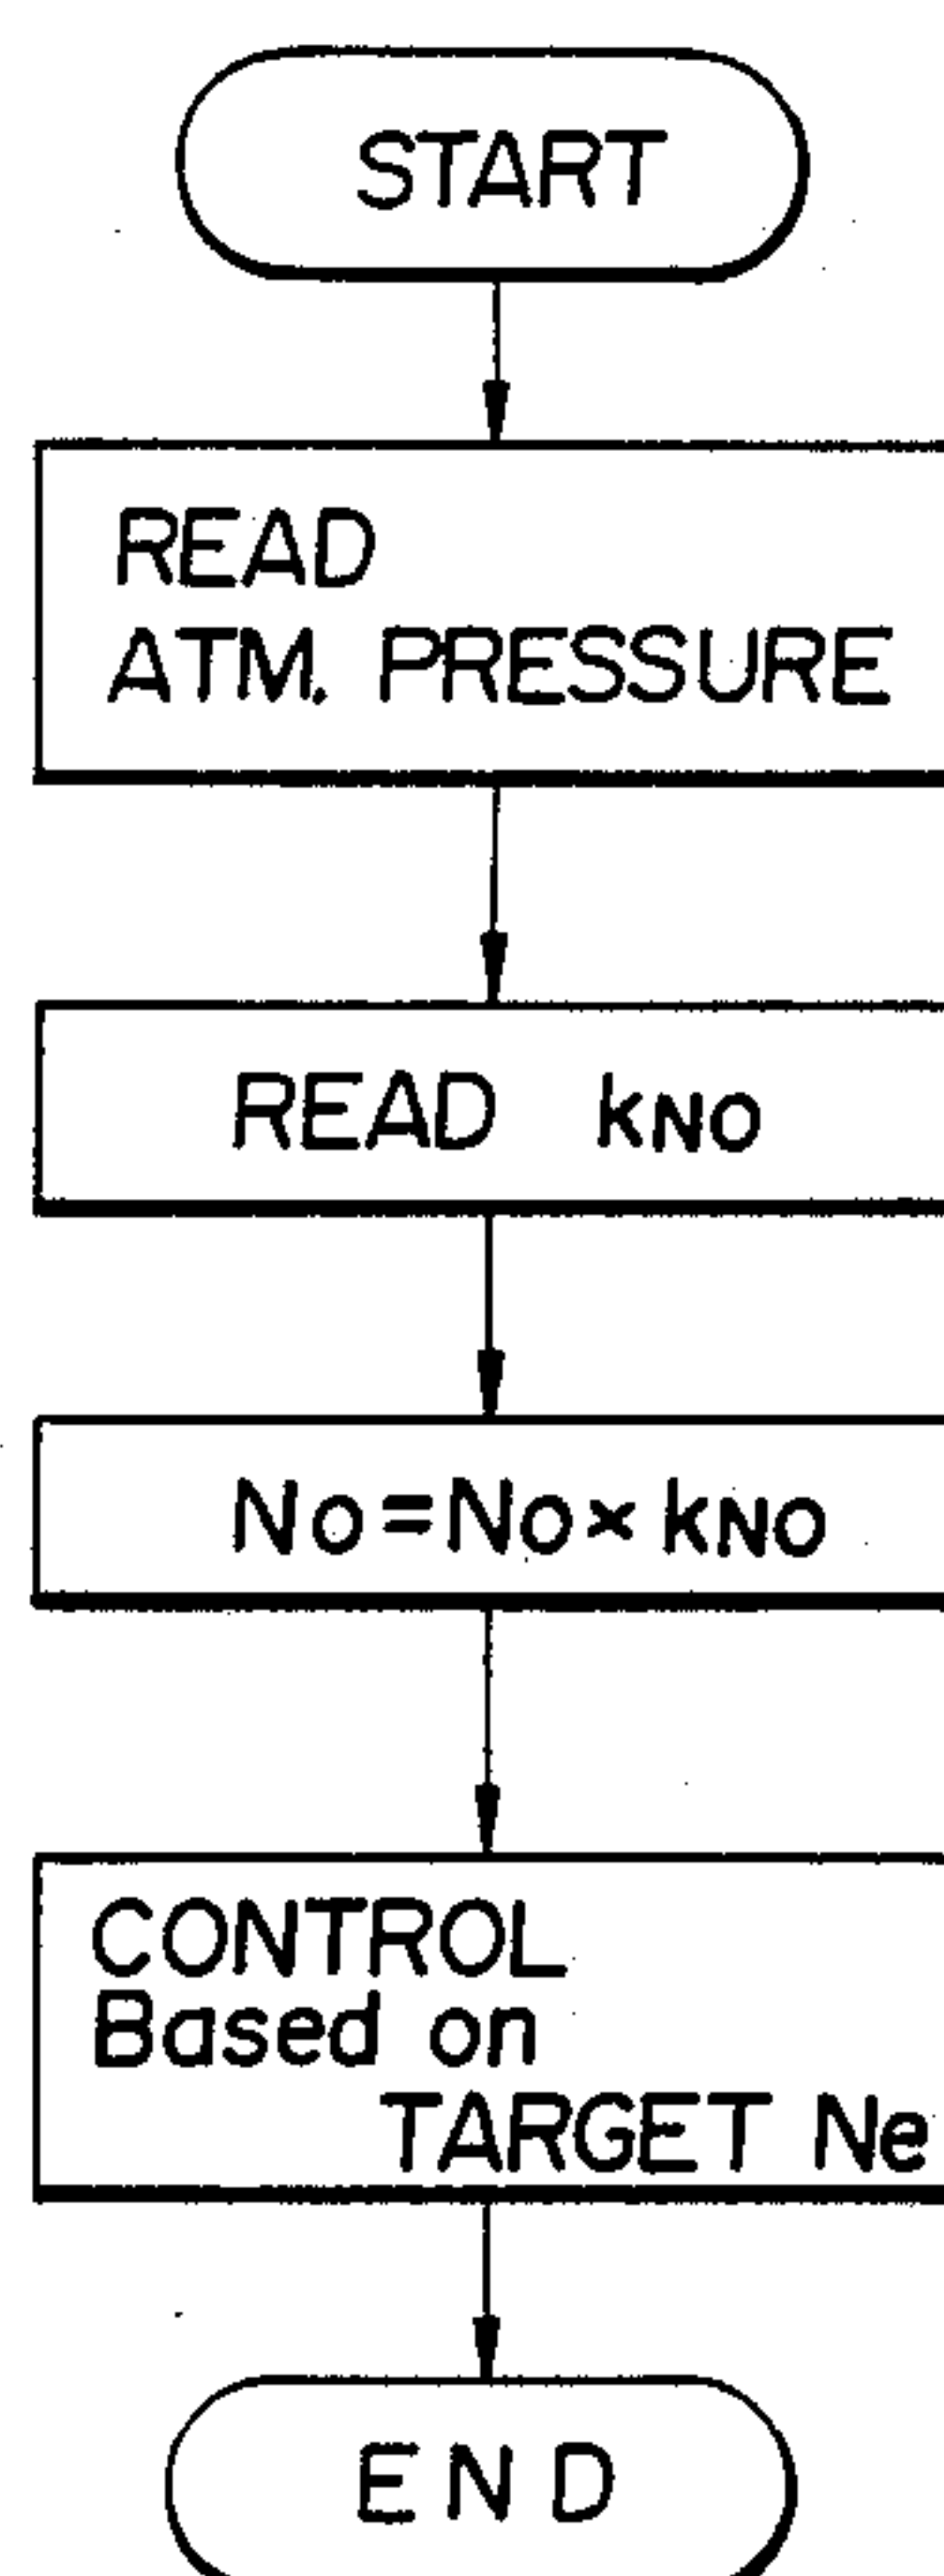 START
READ
ATM. PRESSURE
READ kNO
No=No×kNO
CONTROL
Based on
TARGET Ne
END